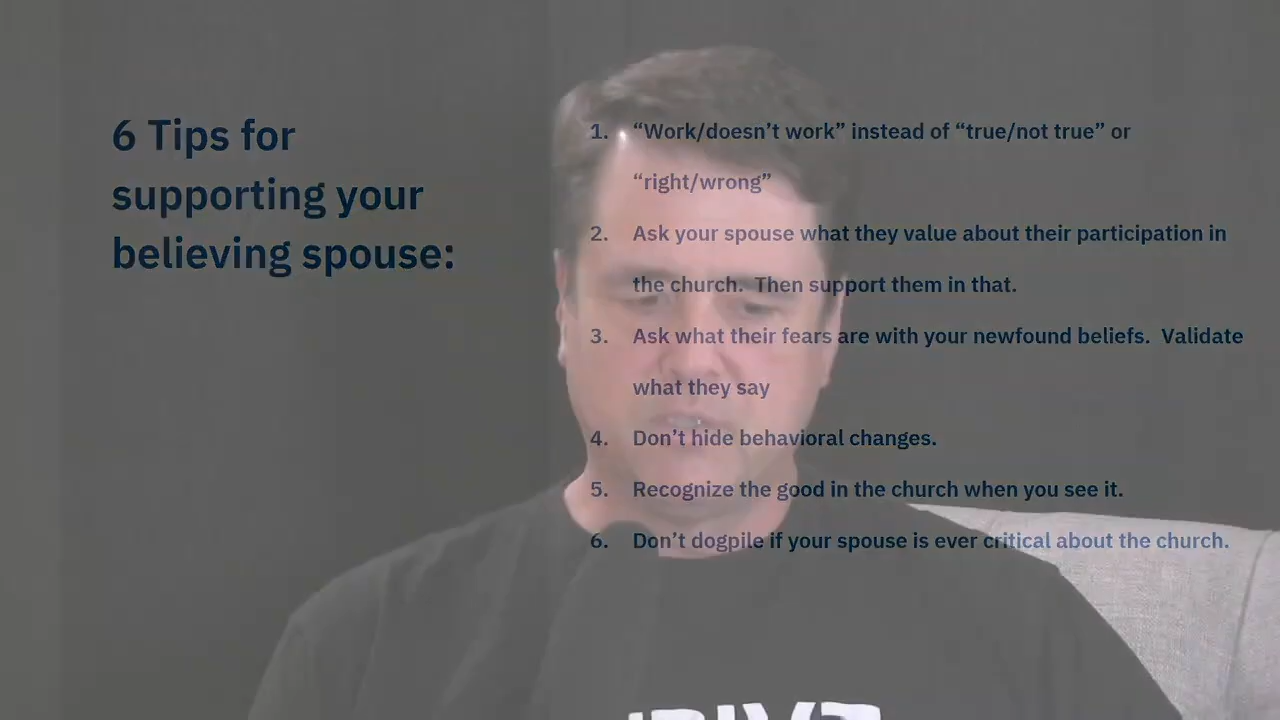 6 Tips for
supporting your
believing spouse:
1. “Work/doesn’t work” instead of “true/not true” or
“right/wrong”
2. Ask your spouse what they value about their participation in
the church. Then support them in that.
3. Ask what their fears are with your newfound beliefs. Validate
what they say
4. Don’t hide behavioral changes.
5. Recognize the good in the church when you see it.
6. Don’t dogpile if your spouse is ever critical about the church.